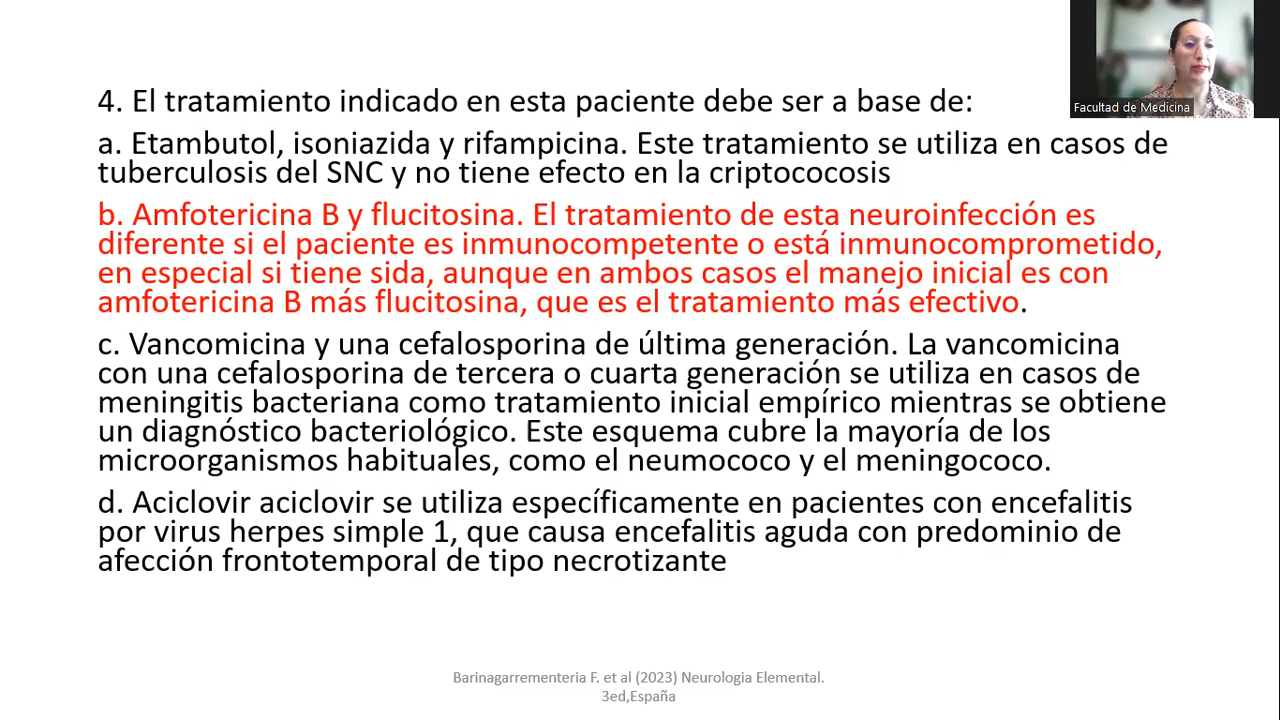 Facultad de Medicina
4. El tratamiento indicado en esta paciente debe ser a base de:
a. Etambutol, isoniazida y rifampicina. Este tratamiento se utiliza en casos de
tuberculosis del SNC y no tiene efecto en la criptococosis
b. Amfotericina B y flucitosina. El tratamiento de esta neuroinfección es
diferente si el paciente es inmunocompetente o está inmunocomprometido,
en especial si tiene sida, aunque en ambos casos el manejo inicial es con
amfotericina B más flucitosina, que es el tratamiento más efectivo.
c. Vancomicina y una cefalosporina de última generación. La vancomicina
con una cefalosporina de tercera o cuarta generación se utiliza en casos de
meningitis bacteriana como tratamiento inicial empírico mientras se obtiene
un diagnóstico bacteriológico. Este esquema cubre la mayoría de los
microorganismos habituales, como el neumococo y el meningococo.
d. Aciclovir aciclovir se utiliza específicamente en pacientes con encefalitis
por virus herpes simple 1, que causa encefalitis aguda con predominio de
afección frontotemporal de tipo necrotizante
Barinagarrementeria F. et al (2023) Neurologia Elemental.
3ed,España